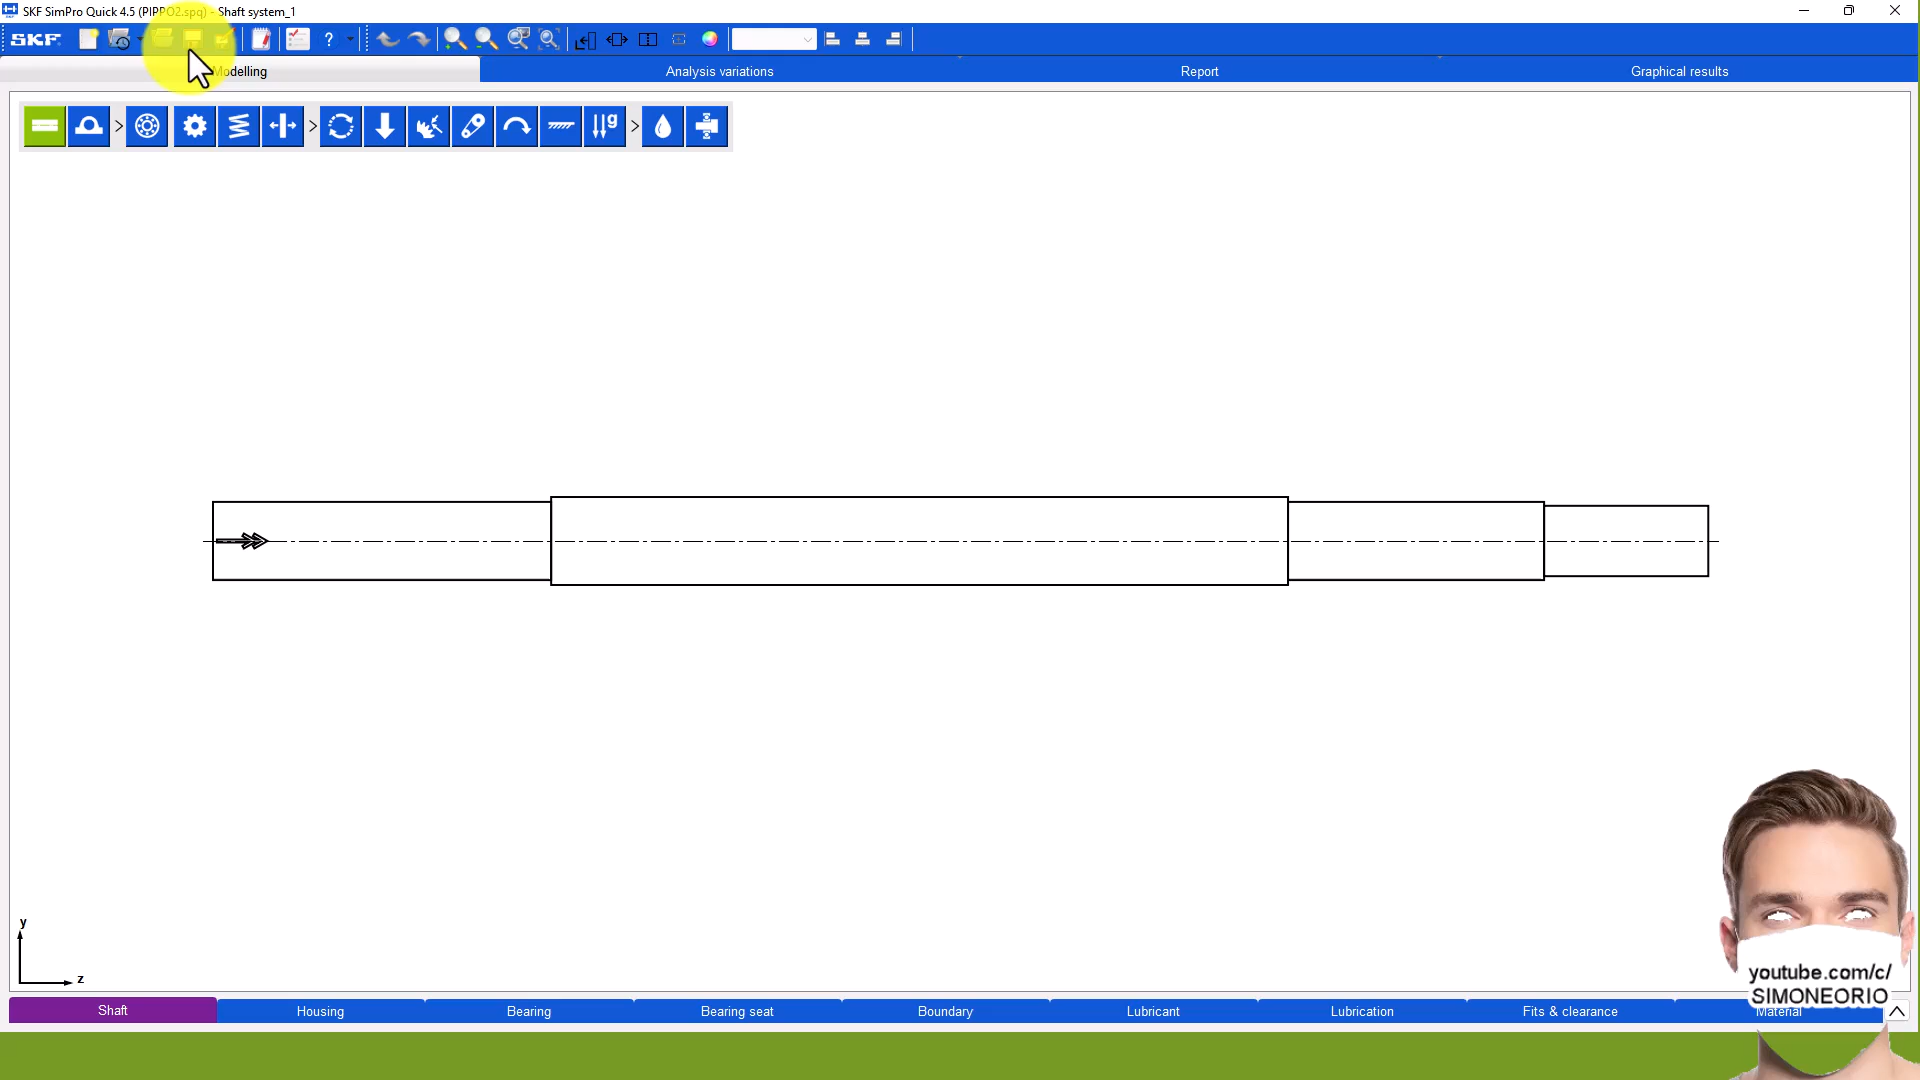 SKF SimPro Quick 4.5 (PIPPO2.spq) - Shaft system_1
SKF ?
Modelling
Analysis variations
Report
Graphical results
> > g >
y
z
youtube.com/c/
SIMONEORIO
Shaft
Housing
Bearing
Bearing seat
Boundary
Lubricant
Lubrication
Fits & clearance
Material